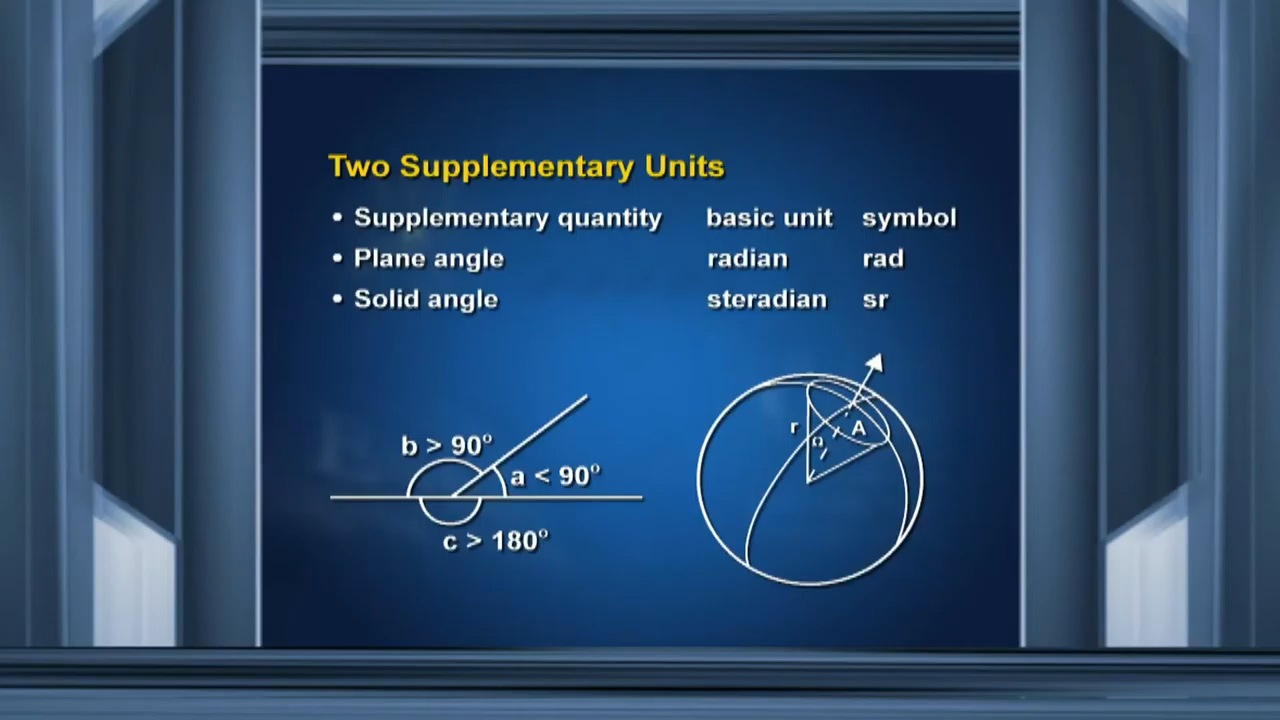 Two Supplementary Units
• Supplementary quantity basic unit symbol
• Plane angle radian rad
• Solid angle steradian sr
b > 90°
a < 90°
c > 180°
r
Ω
A